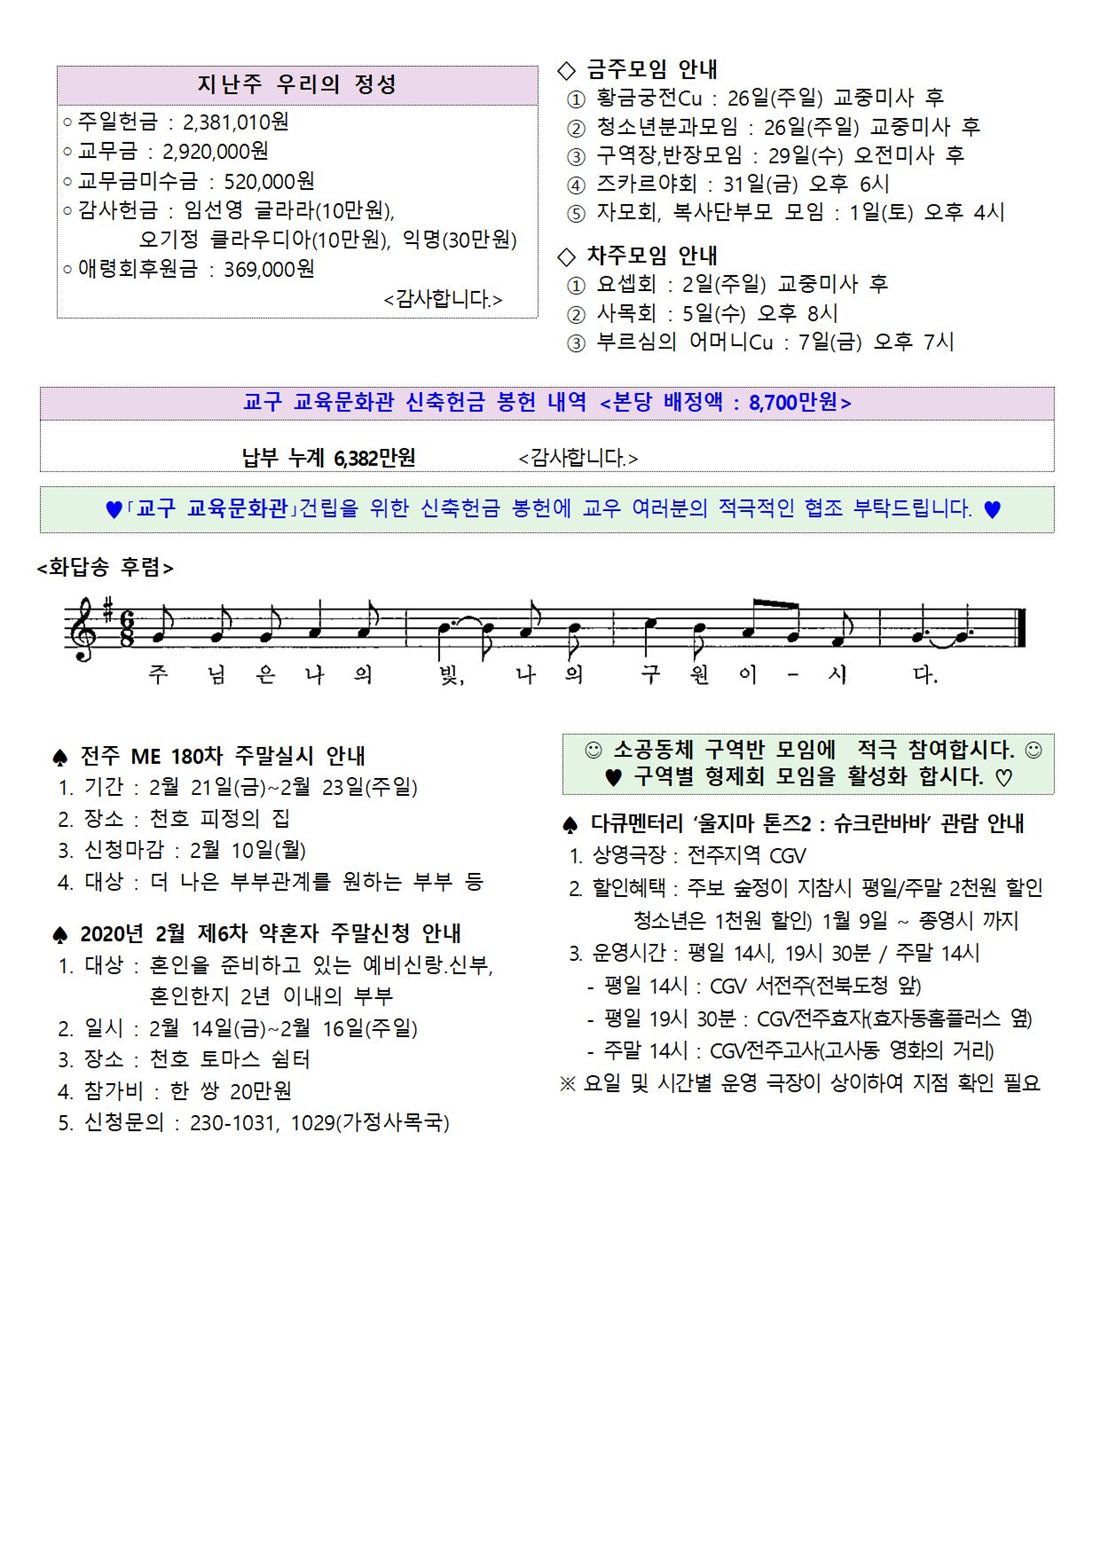 지난주 우리의 정성
○ 주일헌금 : 2,381,010원
○ 교무금 : 2,920,000원
○ 교무금미수금 : 520,000원
○ 감사헌금 : 임선영 글라라(10만원),
오기정 클라우디아(10만원), 익명(30만원)
○ 애령회후원금 : 369,000원
<감사합니다.>
◇ 금주모임 안내
① 황금궁전Cu : 26일(주일) 교중미사 후
② 청소년분과모임 : 26일(주일) 교중미사 후
③ 구역장,반장모임 : 29일(수) 오전미사 후
④ 즈카르야회 : 31일(금) 오후 6시
⑤ 자모회, 복사단부모 모임 : 1일(토) 오후 4시
◇ 차주모임 안내
① 요셉회 : 2일(주일) 교중미사 후
② 사목회 : 5일(수) 오후 8시
③ 부르심의 어머니Cu : 7일(금) 오후 7시
교구 교육문화관 신축헌금 봉헌 내역 <본당 배정액 : 8,700만원>
납부 누계 6,382만원 <감사합니다.>
♥「교구 교육문화관」건립을 위한 신축헌금 봉헌에 교우 여러분의 적극적인 협조 부탁드립니다. ♥
<화답송 후렴>
주 님 은 나 의 빛, 나 의 구 원 이 - 시 다.
♠ 전주 ME 180차 주말실시 안내
1. 기간 : 2월 21일(금)~2월 23일(주일)
2. 장소 : 천호 피정의 집
3. 신청마감 : 2월 10일(월)
4. 대상 : 더 나은 부부관계를 원하는 부부 등
♠ 2020년 2월 제6차 약혼자 주말신청 안내
1. 대상 : 혼인을 준비하고 있는 예비신랑.신부,
혼인한지 2년 이내의 부부
2. 일시 : 2월 14일(금)~2월 16일(주일)
3. 장소 : 천호 토마스 쉼터
4. 참가비 : 한 쌍 20만원
5. 신청문의 : 230-1031, 1029(가정사목국)
☺ 소공동체 구역반 모임에 적극 참여합시다. ☺
♥ 구역별 형제회 모임을 활성화 합시다. ♡
♠ 다큐멘터리 ‘울지마 톤즈2 : 슈크란바바’ 관람 안내
1. 상영극장 : 전주지역 CGV
2. 할인혜택 : 주보 숲정이 지참시 평일/주말 2천원 할인
청소년은 1천원 할인) 1월 9일 ~ 종영시 까지
3. 운영시간 : 평일 14시, 19시 30분 / 주말 14시
- 평일 14시 : CGV 서전주(전북도청 앞)
- 평일 19시 30분 : CGV전주효자(효자동홈플러스 옆)
- 주말 14시 : CGV전주고사(고사동 영화의 거리)
※ 요일 및 시간별 운영 극장이 상이하여 지점 확인 필요